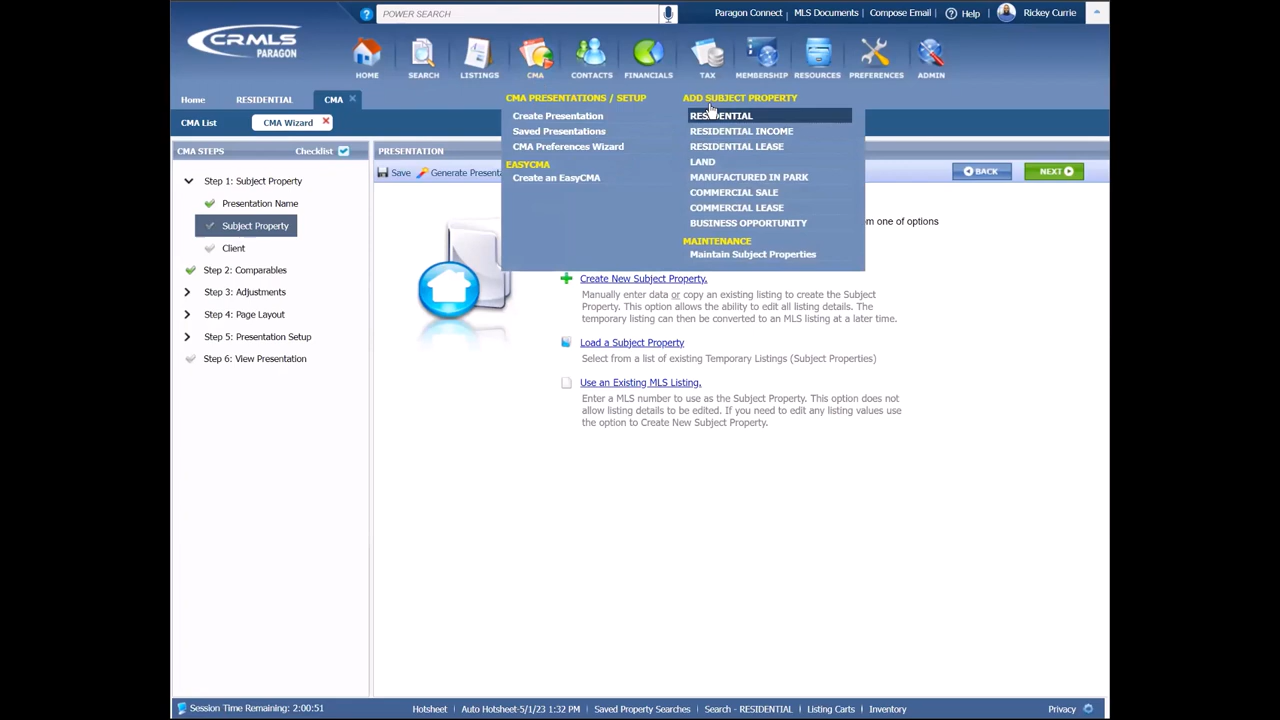 POWER SEARCH
Paragon Connect MLS Documents Compose Email Help Rickey Currie
CRMLS
PARAGON
HOME SEARCH LISTINGS CMA CONTACTS FINANCIALS TAX MEMBERSHIP RESOURCES PREFERENCES ADMIN
Home RESIDENTIAL CMA
CMA List CMA Wizard
CMA PRESENTATIONS / SETUP
Create Presentation
Saved Presentations
CMA Preferences Wizard
EASYCMA
Create an EasyCMA
ADD SUBJECT PROPERTY
RESIDENTIAL
RESIDENTIAL INCOME
RESIDENTIAL LEASE
LAND
MANUFACTURED IN PARK
COMMERCIAL SALE
COMMERCIAL LEASE
BUSINESS OPPORTUNITY
MAINTENANCE
Maintain Subject Properties
CMA STEPS Checklist
Step 1: Subject Property
Presentation Name
Subject Property
Client
Step 2: Comparables
Step 3: Adjustments
Step 4: Page Layout
Step 5: Presentation Setup
Step 6: View Presentation
PRESENTATION
Save Generate Presenta
BACK NEXT
om one of options
Create New Subject Property.
Manually enter data or copy an existing listing to create the Subject
Property. This option allows the ability to edit all listing details. The
temporary listing can then be converted to an MLS listing at a later time.
Load a Subject Property
Select from a list of existing Temporary Listings (Subject Properties)
Use an Existing MLS Listing.
Enter a MLS number to use as the Subject Property. This option does not
allow listing details to be edited. If you need to edit any listing values use
the option to Create New Subject Property.
Session Time Remaining: 2:00:51 Hotsheet Auto Hotsheet-5/1/23 1:32 PM Saved Property Searches Search - RESIDENTIAL Listing Carts Inventory Privacy